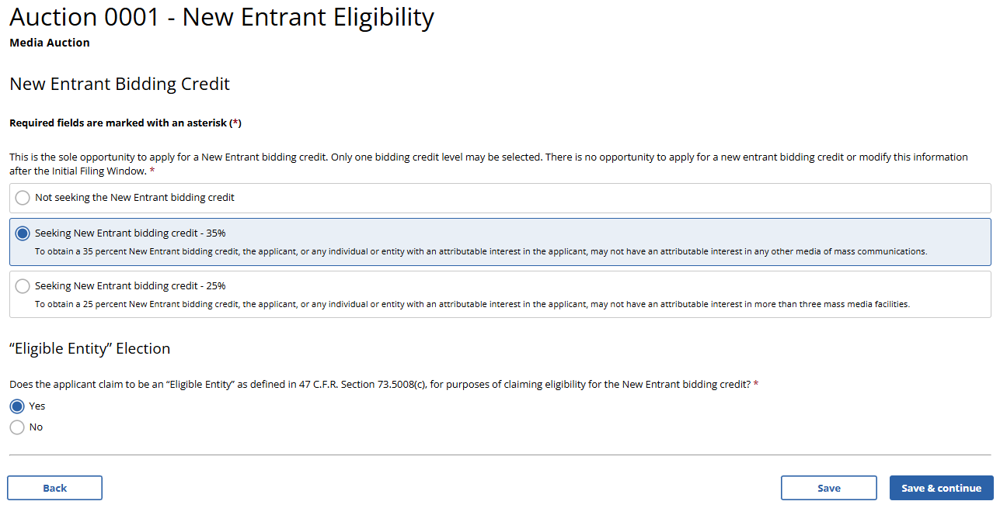 Auction 0001 - New Entrant Eligibility
Media Auction
New Entrant Bidding Credit
Required fields are marked with an asterisk (*)
This is the sole opportunity to apply for a New Entrant bidding credit. Only one bidding credit level may be selected. There is no opportunity to apply for a new entrant bidding credit or modify this information
after the Initial Filing Window. *
Not seeking the New Entrant bidding credit
Seeking New Entrant bidding credit - 35%
To obtain a 35 percent New Entrant bidding credit, the applicant, or any individual or entity with an attributable interest in the applicant, may not have an attributable interest in any other media of mass communications.
Seeking New Entrant bidding credit - 25%
To obtain a 25 percent New Entrant bidding credit, the applicant, or any individual or entity with an attributable interest in the applicant, may not have an attributable interest in more than three mass media facilities.
“Eligible Entity” Election
Does the applicant claim to be an “Eligible Entity” as defined in 47 C.F.R. Section 73.5008(c), for purposes of claiming eligibility for the New Entrant bidding credit? *
Yes
No
Back
Save
Save & continue